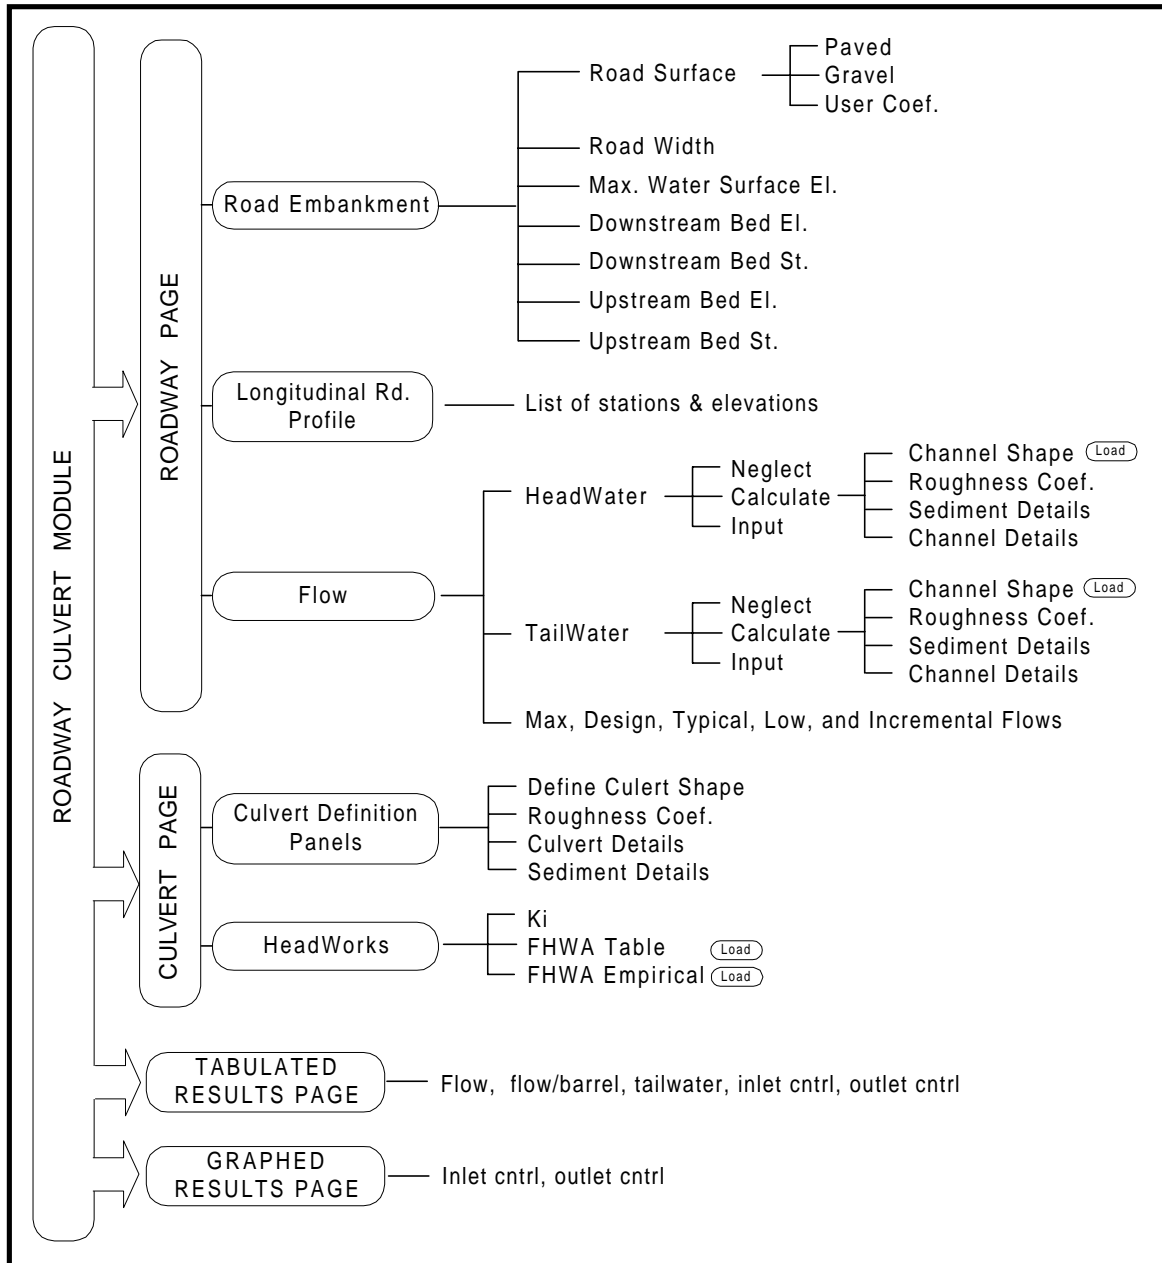 ROADWAY CULVERT MODULE
ROADWAY PAGE
Road Embankment
Road Surface
Paved
Gravel
User Coef.
Road Width
Max. Water Surface El.
Downstream Bed El.
Downstream Bed St.
Upstream Bed El.
Upstream Bed St.
Longitudinal Rd.
Profile
List of stations & elevations
Flow
HeadWater
Neglect
Calculate
Input
Channel Shape Load
Roughness Coef.
Sediment Details
Channel Details
TailWater
Neglect
Calculate
Input
Channel Shape Load
Roughness Coef.
Sediment Details
Channel Details
Max, Design, Typical, Low, and Incremental Flows
CULVERT PAGE
Culvert Definition
Panels
Define Culert Shape
Roughness Coef.
Culvert Details
Sediment Details
HeadWorks
Ki
FHWA Table Load
FHWA Empirical Load
TABULATED
RESULTS PAGE
Flow, flow/barrel, tailwater, inlet cntrl, outlet cntrl
GRAPHED
RESULTS PAGE
Inlet cntrl, outlet cntrl